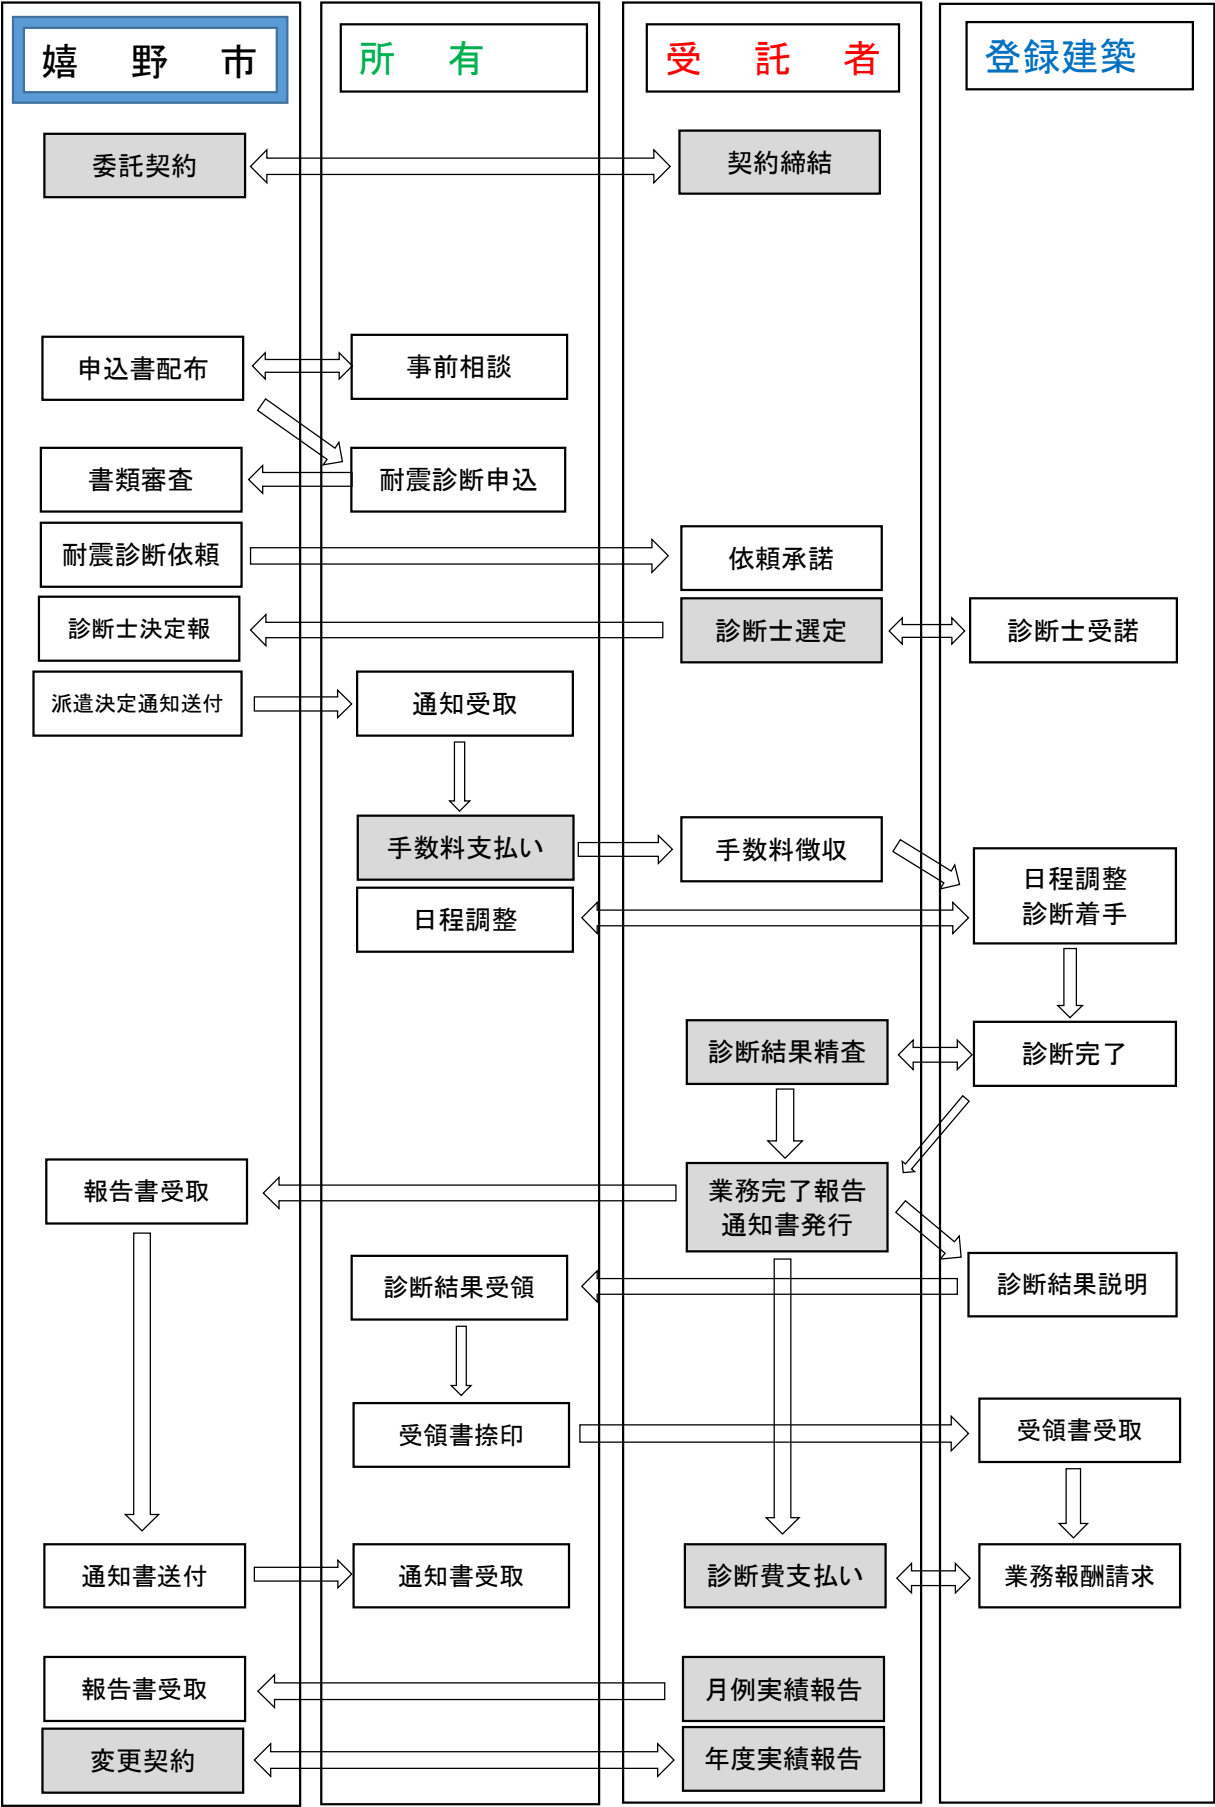 嬉野市
所有
受託者
登録建築
委託契約
契約締結
申込書配布
事前相談
書類審査
耐震診断申込
耐震診断依頼
依頼承諾
診断士決定報
診断士選定
診断士受諾
派遣決定通知送付
通知受取
手数料支払い
手数料徴収
日程調整
診断着手
日程調整
診断結果精査
診断完了
報告書受取
業務完了報告
通知書発行
診断結果受領
診断結果説明
受領書捺印
受領書受取
通知書送付
通知書受取
診断費支払い
業務報酬請求
報告書受取
月例実績報告
変更契約
年度実績報告